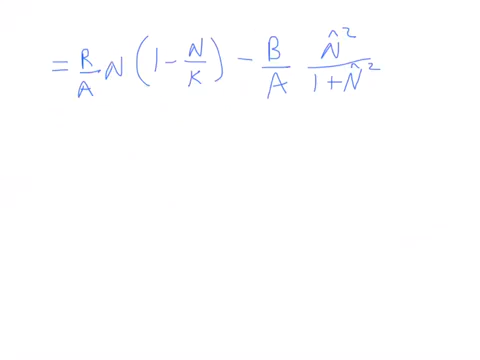 = R/A N (1 - N/K) - B/A N̂²/(1 + N̂²)